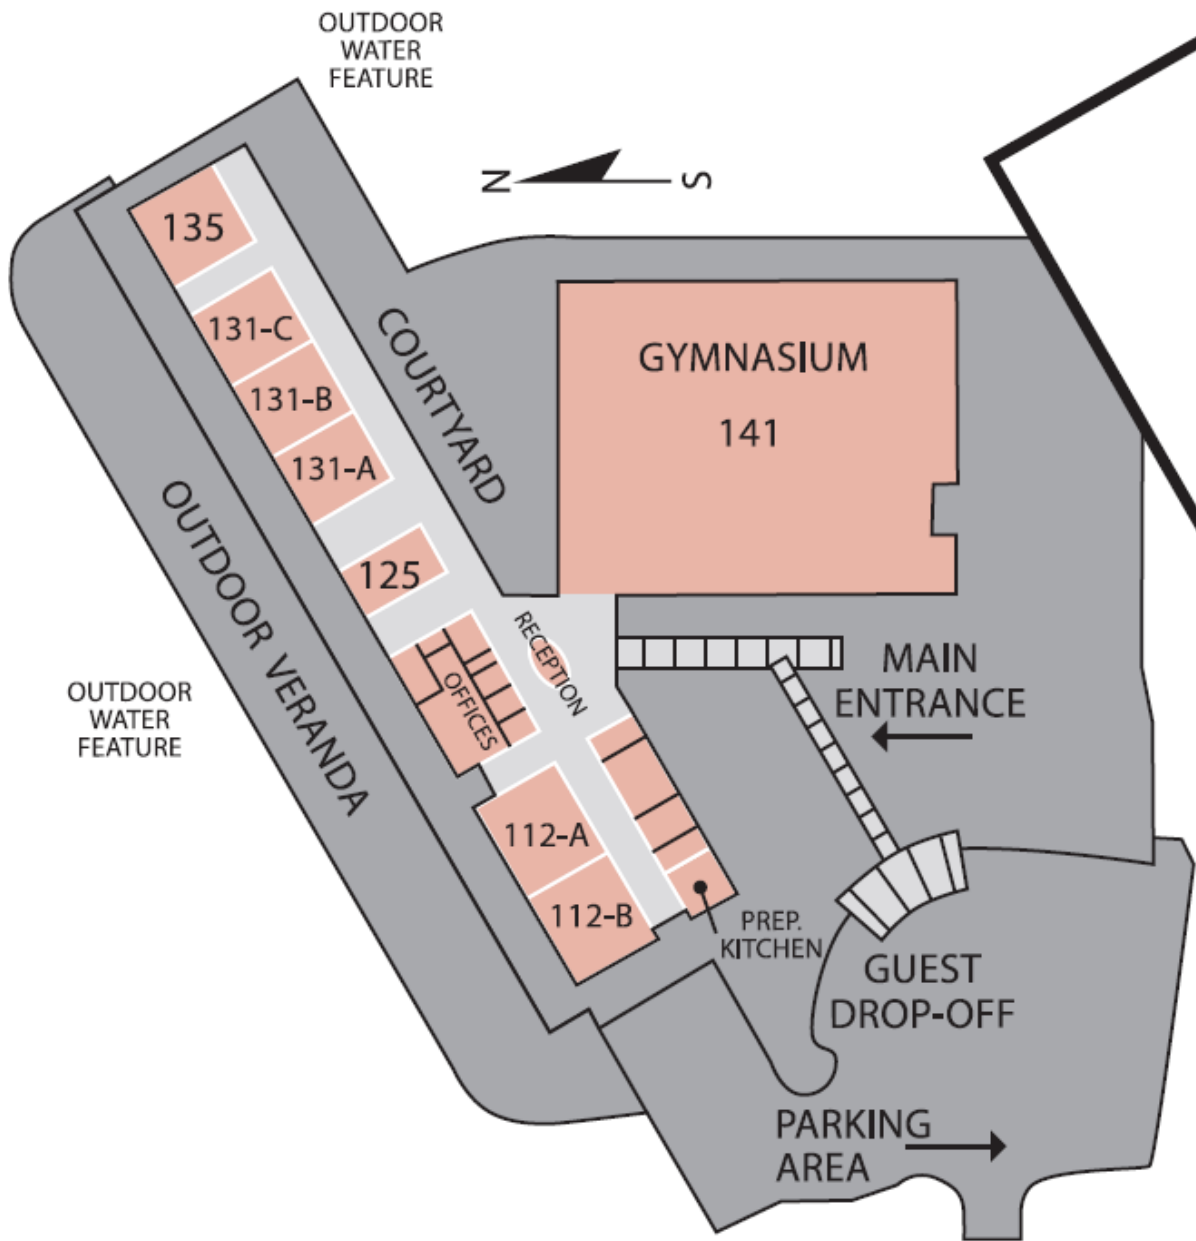 OUTDOOR
WATER
FEATURE
N
S
135
131-C
131-B
131-A
COURTYARD
GYMNASIUM
141
OUTDOOR VERANDA
125
RECEPTION
OFFICES
MAIN
ENTRANCE
OUTDOOR
WATER
FEATURE
112-A
112-B
PREP.
KITCHEN
GUEST
DROP-OFF
PARKING
AREA